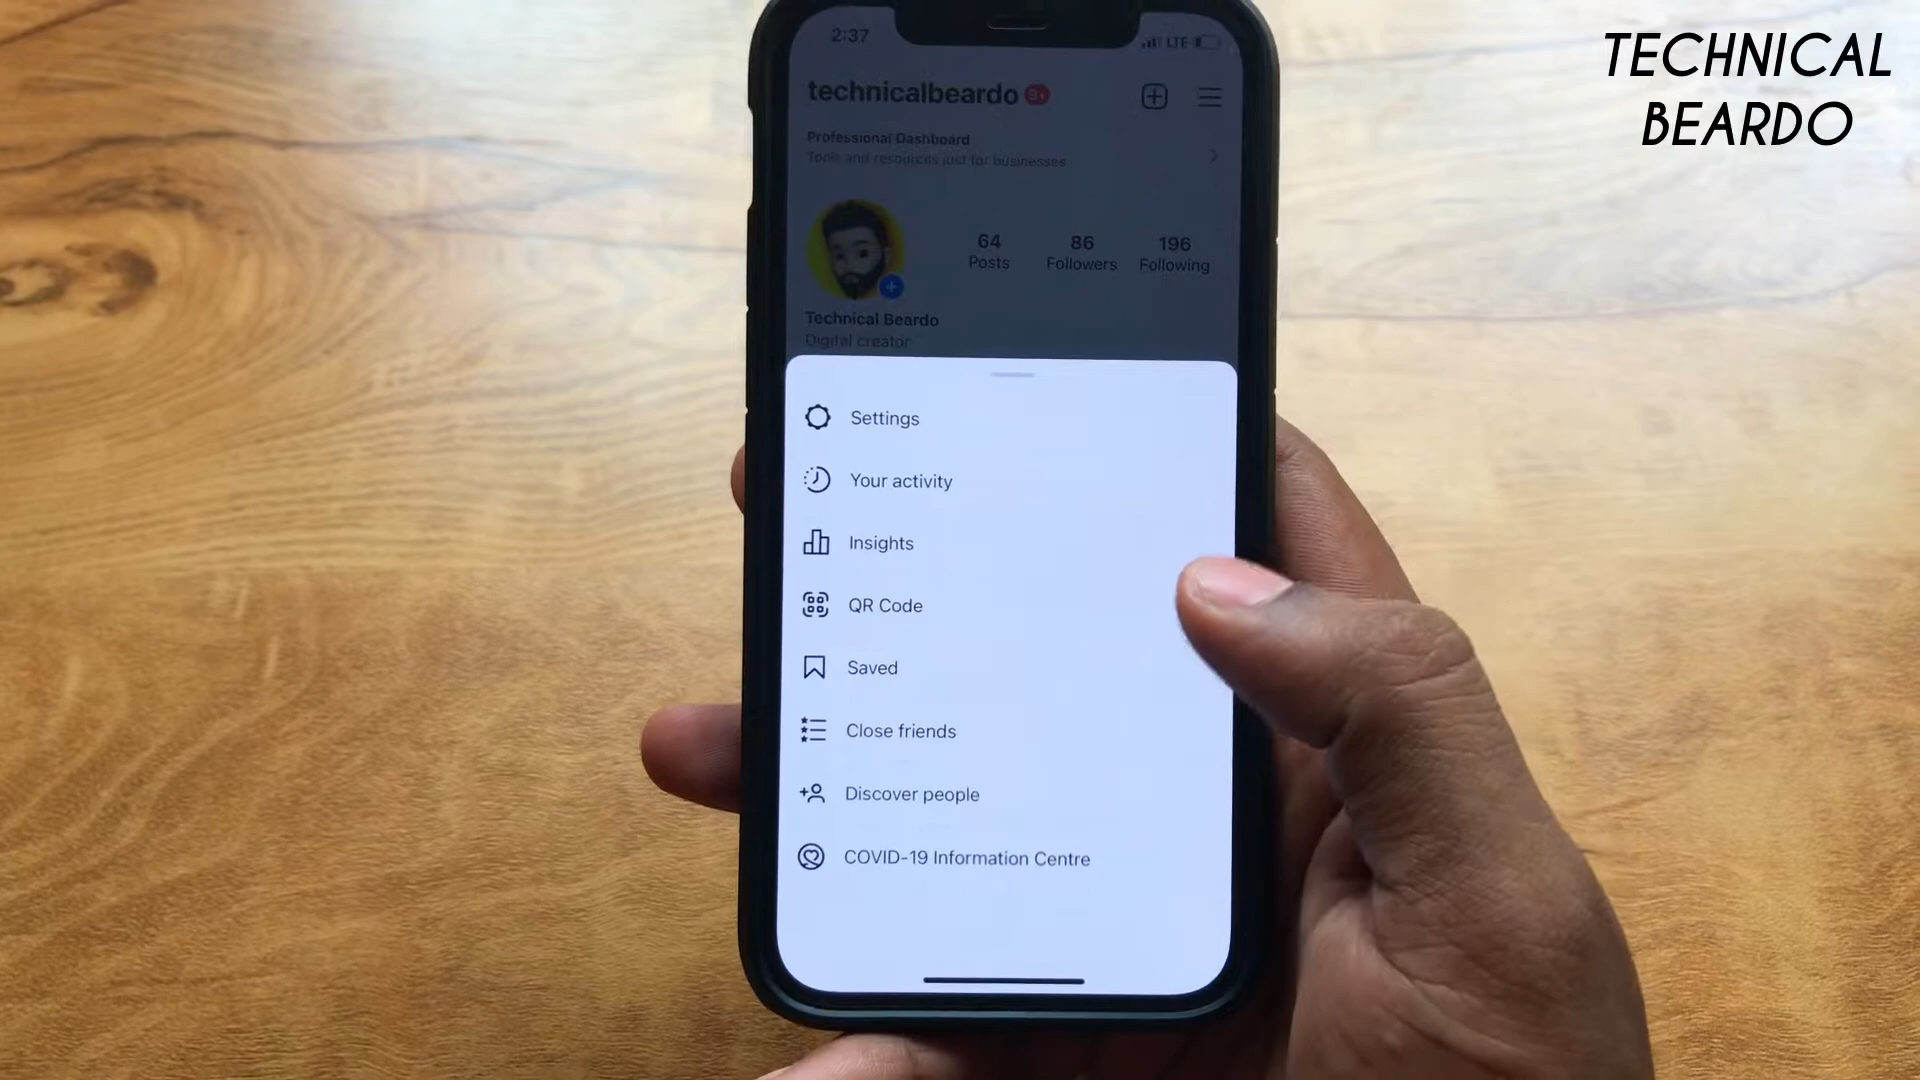 TECHNICAL
BEARDO
2:37
LTE
technicalbeardo 9+
Professional Dashboard
Tools and resources just for businesses
64
Posts
86
Followers
196
Following
Technical Beardo
Digital creator
Settings
Your activity
Insights
QR Code
Saved
Close friends
Discover people
COVID-19 Information Centre